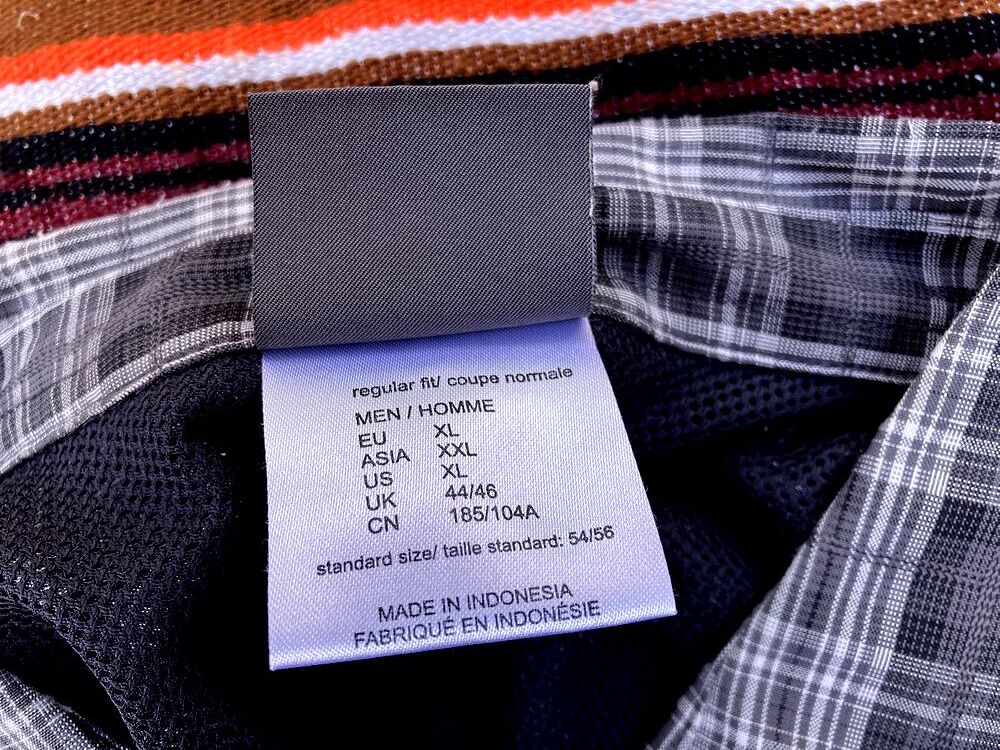 regular fit/ coupe normale
MEN / HOMME
EU XL
ASIA XXL
US XL
UK 44/46
CN 185/104A
standard size/ taille standard: 54/56
MADE IN INDONESIA
FABRIQUÉ EN INDONÉSIE